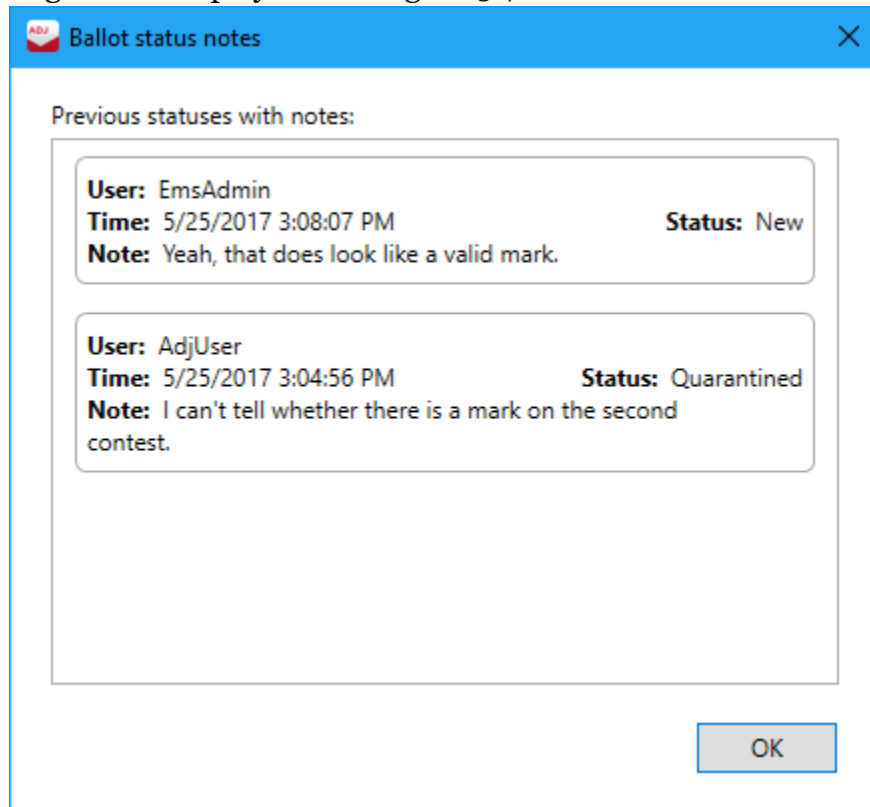 ADJ
Ballot status notes
Previous statuses with notes:
User: EmsAdmin
Time: 5/25/2017 3:08:07 PM Status: New
Note: Yeah, that does look like a valid mark.
User: AdjUser
Time: 5/25/2017 3:04:56 PM Status: Quarantined
Note: I can't tell whether there is a mark on the second
contest.
OK